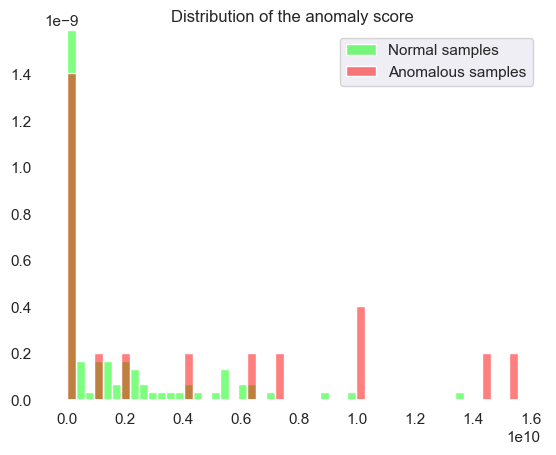 Distribution of the anomaly score
1e−9
Normal samples
Anomalous samples
1.4
1.2
1.0
0.8
0.6
0.4
0.2
0.0
0.0 0.2 0.4 0.6 0.8 1.0 1.2 1.4 1.6
1e10